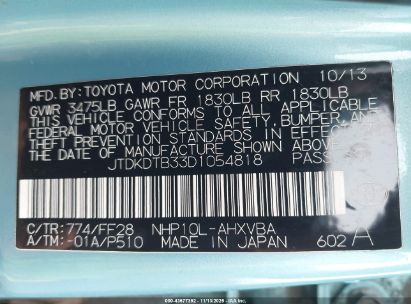 MFD. BY: TOYOTA MOTOR CORPORATION 10/13
GVWR 3475LB GAWR FR 1830LB RR 1830LB
THIS VEHICLE CONFORMS TO ALL APPLICABLE
FEDERAL MOTOR VEHICLE SAFETY, BUMPER, AND
THEFT PREVENTION STANDARDS IN EFFECT ON
THE DATE OF MANUFACTURE SHOWN ABOVE.
JTDKDTB33D1054818 PASS
C/TR: 774/FF28 NHP10L-AHXVBA
A/TM: -01A/P510 MADE IN JAPAN 602 A